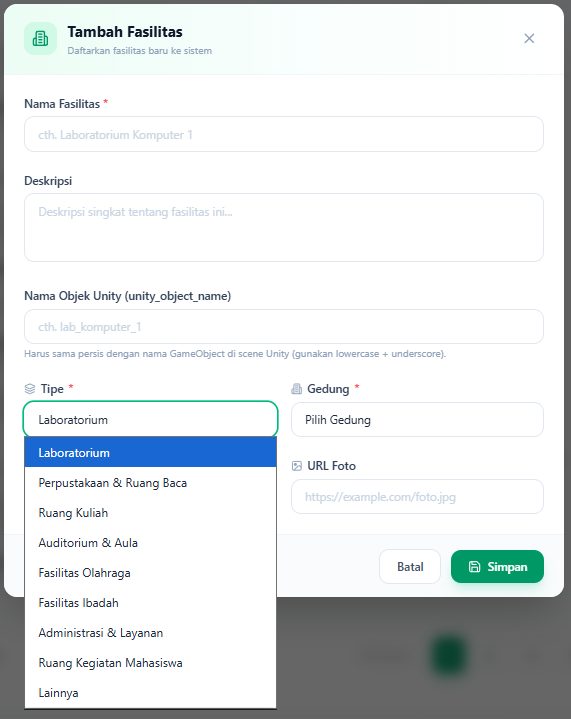 Tambah Fasilitas
Daftarkan fasilitas baru ke sistem
Nama Fasilitas *
cth. Laboratorium Komputer 1
Deskripsi
Deskripsi singkat tentang fasilitas ini...
Nama Objek Unity (unity_object_name)
cth. lab_komputer_1
Harus sama persis dengan nama GameObject di scene Unity (gunakan lowercase + underscore).
Tipe *
Laboratorium
Gedung *
Pilih Gedung
Laboratorium
Perpustakaan & Ruang Baca
Ruang Kuliah
Auditorium & Aula
Fasilitas Olahraga
Fasilitas Ibadah
Administrasi & Layanan
Ruang Kegiatan Mahasiswa
Lainnya
URL Foto
https://example.com/foto.jpg
Batal
Simpan